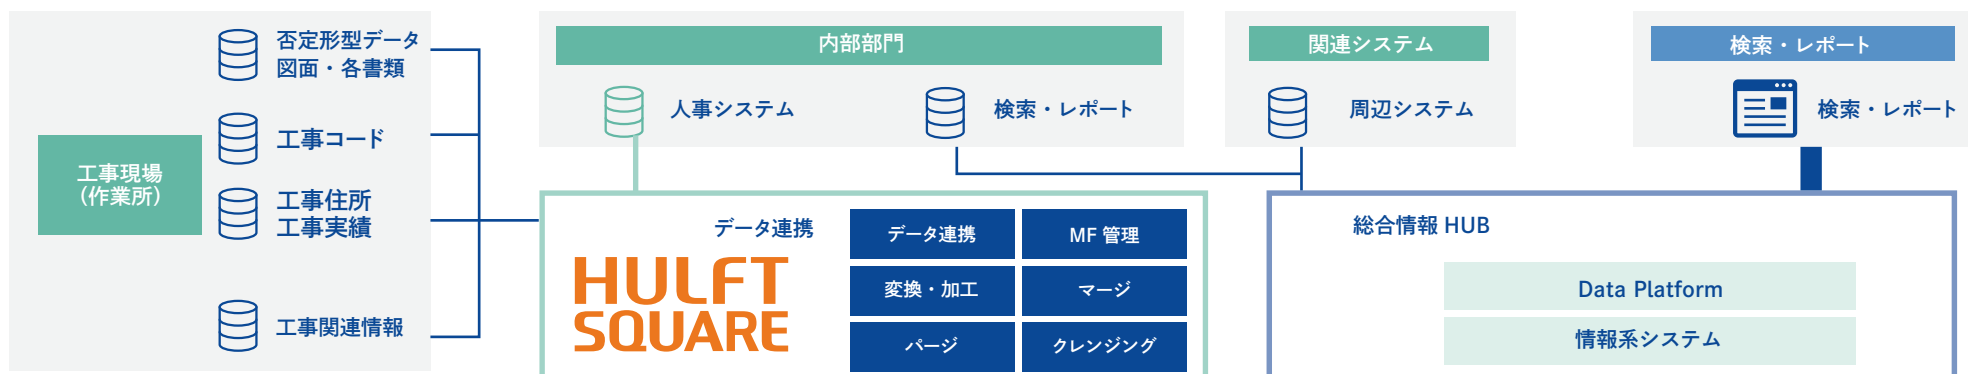 工事現場
（作業所）
否定形型データ
図面・各書類
工事コード
工事住所
工事実績
工事関連情報
内部部門
人事システム
検索・レポート
関連システム
周辺システム
検索・レポート
検索・レポート
データ連携
HULFT
SQUARE
データ連携
MF 管理
変換・加工
マージ
パージ
クレンジング
総合情報 HUB
Data Platform
情報系システム